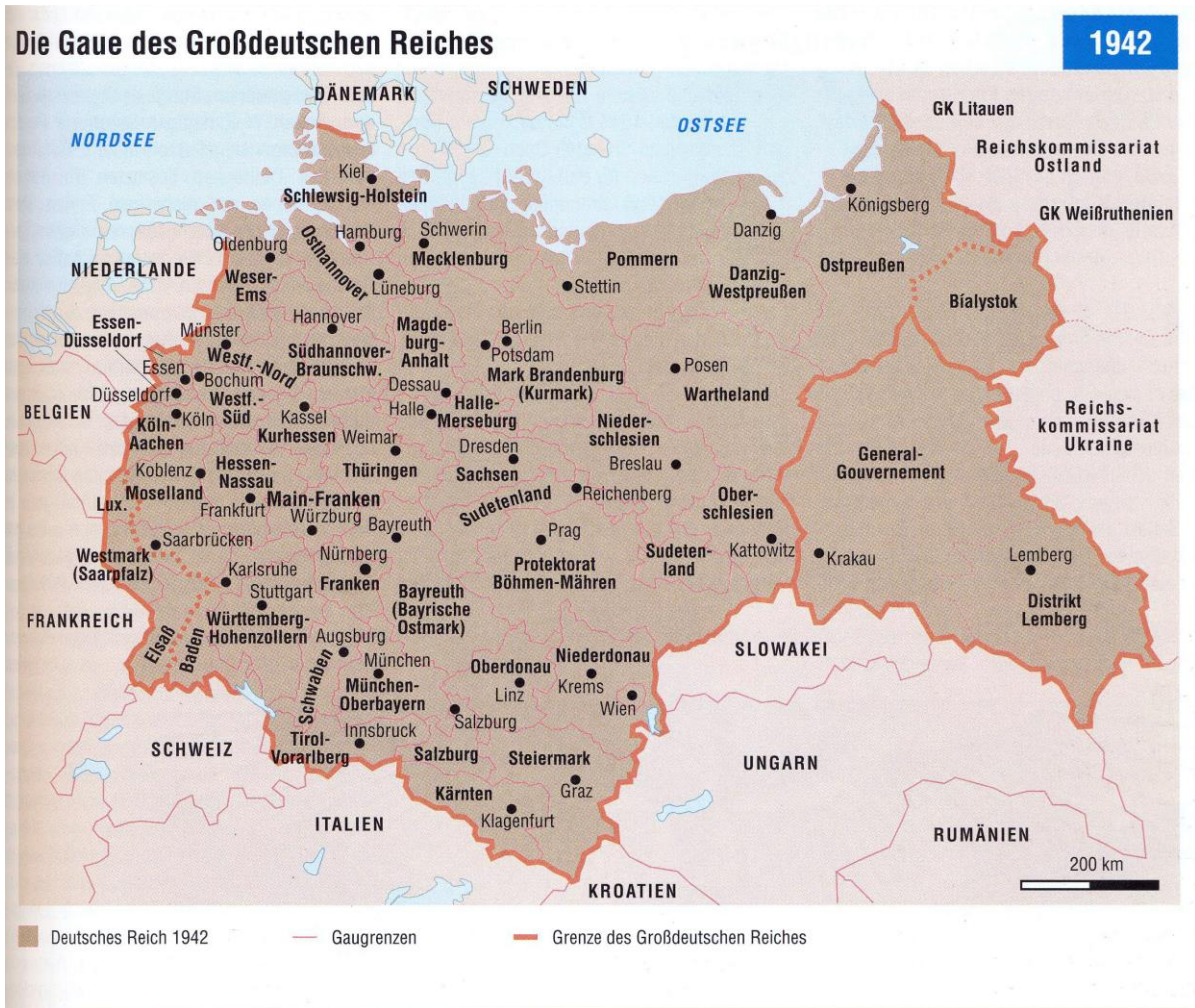 Die Gaue des Großdeutschen Reiches
1942
DÄNEMARK
SCHWEDEN
NORDSEE
OSTSEE
GK Litauen
Reichskommissariat
Ostland
GK Weißruthenien
Kiel
Schlewsig-Holstein
Königsberg
Danzig
Oldenburg
Hamburg
Schwerin
Osthannover
Mecklenburg
Pommern
Ostpreußen
NIEDERLANDE
Weser-
Ems
Lüneburg
Stettin
Danzig-
Westpreußen
Bialystok
Essen-
Düsseldorf
Münster
Hannover
Magde-
burg-
Anhalt
Berlin
Potsdam
Westf.-Nord
Südhannover-
Braunschw.
Mark Brandenburg
(Kurmark)
Posen
Wartheland
Essen
Bochum
Düsseldorf
Westf.-
Süd
Dessau
Halle
Halle-
Merseburg
BELGIEN
Köln
Köln-
Aachen
Kassel
Kurhessen
Weimar
Nieder-
schlesien
Reichs-
kommissariat
Ukraine
Dresden
Sachsen
Breslau
General-
Gouvernement
Koblenz
Hessen-
Nassau
Thüringen
Moselland
Lux.
Frankfurt
Main-Franken
Würzburg
Bayreuth
Sudetenland
Reichenberg
Ober-
schlesien
Prag
Saarbrücken
Westmark
(Saarpfalz)
Nürnberg
Franken
Protektorat
Böhmen-Mähren
Sudeten-
land
Kattowitz
Krakau
Lemberg
Karlsruhe
Stuttgart
Bayreuth
(Bayrische
Ostmark)
Distrikt
Lemberg
FRANKREICH
Württemberg-
Hohenzollern
Elsaß
Baden
Augsburg
Schwaben
München
München-
Oberbayern
Oberdonau
Linz
Niederdonau
Krems
Wien
SLOWAKEI
Salzburg
SCHWEIZ
Innsbruck
Tirol-
Vorarlberg
Salzburg
Steiermark
UNGARN
Graz
Kärnten
Klagenfurt
ITALIEN
RUMÄNIEN
200 km
KROATIEN
Deutsches Reich 1942
Gaugrenzen
Grenze des Großdeutschen Reiches